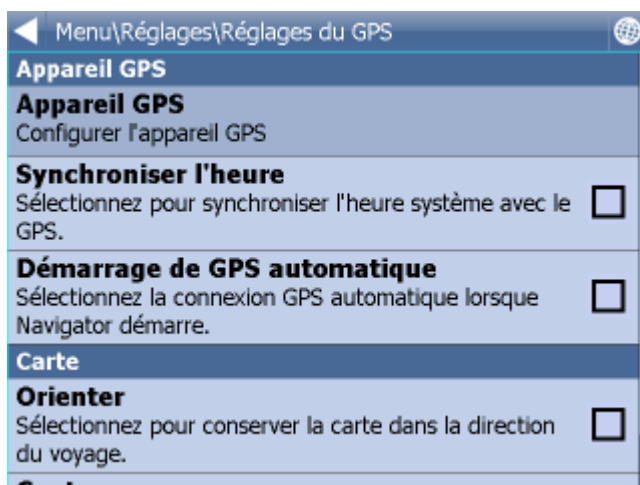 Menu\Réglages\Réglages du GPS
Appareil GPS
Appareil GPS
Configurer l'appareil GPS
Synchroniser l'heure
Sélectionnez pour synchroniser l'heure système avec le
GPS.
Démarrage de GPS automatique
Sélectionnez la connexion GPS automatique lorsque
Navigator démarre.
Carte
Orienter
Sélectionnez pour conserver la carte dans la direction
du voyage.